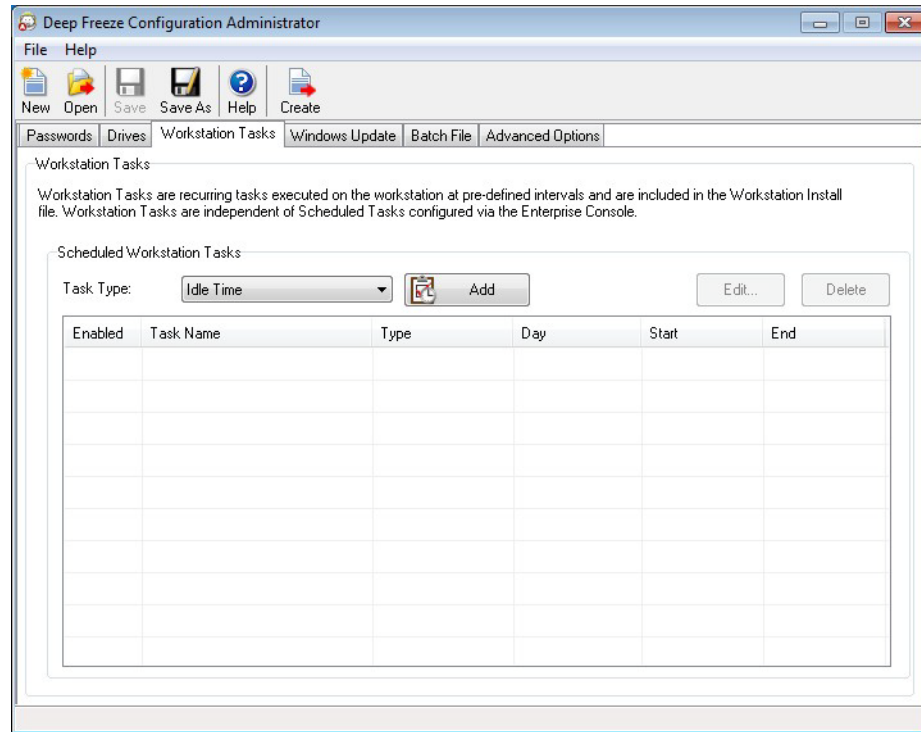 Deep Freeze Configuration Administrator
File Help
New Open Save Save As Help Create
Passwords Drives Workstation Tasks Windows Update Batch File Advanced Options
Workstation Tasks
Workstation Tasks are recurring tasks executed on the workstation at pre-defined intervals and are included in the Workstation Install
file. Workstation Tasks are independent of Scheduled Tasks configured via the Enterprise Console.
Scheduled Workstation Tasks
Task Type: Idle Time Add Edit... Delete
Enabled Task Name Type Day Start End